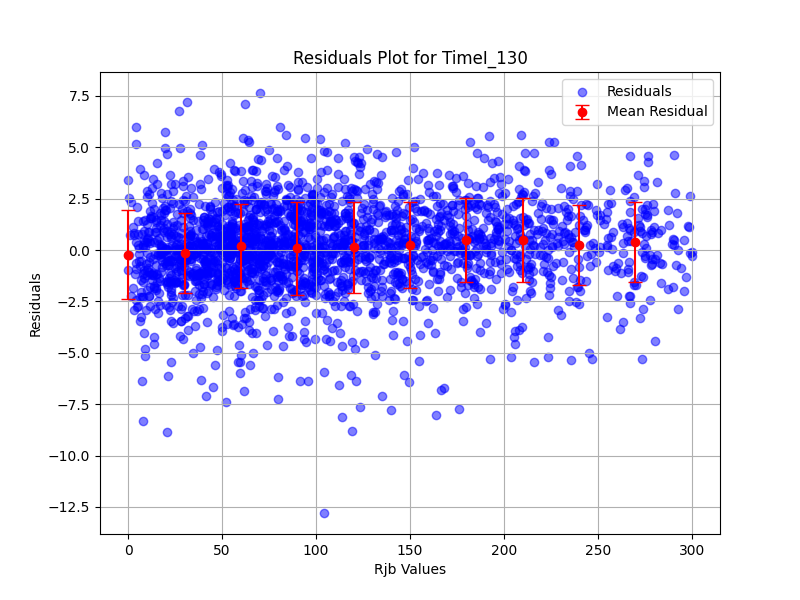 Residuals Plot for TimeI_130
Residuals
Mean Residual
7.5
5.0
2.5
0.0
−2.5
−5.0
−7.5
−10.0
−12.5
Residuals
0 50 100 150 200 250 300
Rjb Values